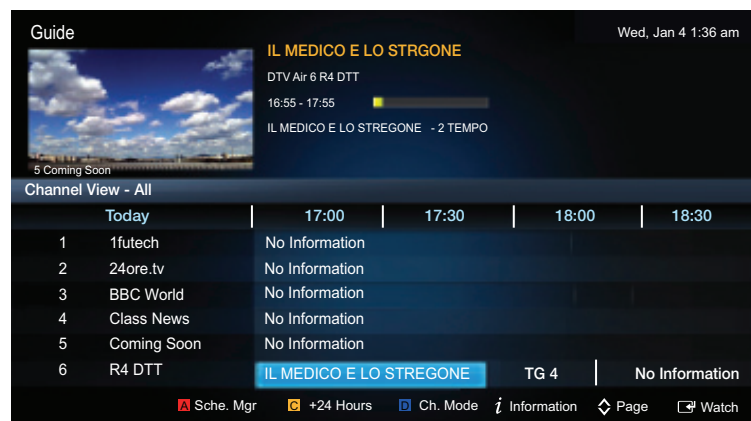 Guide
Wed, Jan 4 1:36 am
IL MEDICO E LO STRGONE
DTV Air 6 R4 DTT
16:55 - 17:55
IL MEDICO E LO STREGONE - 2 TEMPO
5 Coming Soon
Channel View - All
Today 17:00 17:30 18:00 18:30
1 1futech No Information
2 24ore.tv No Information
3 BBC World No Information
4 Class News No Information
5 Coming Soon No Information
6 R4 DTT IL MEDICO E LO STREGONE TG 4 No Information
A Sche. Mgr C +24 Hours D Ch. Mode i Information Page Watch